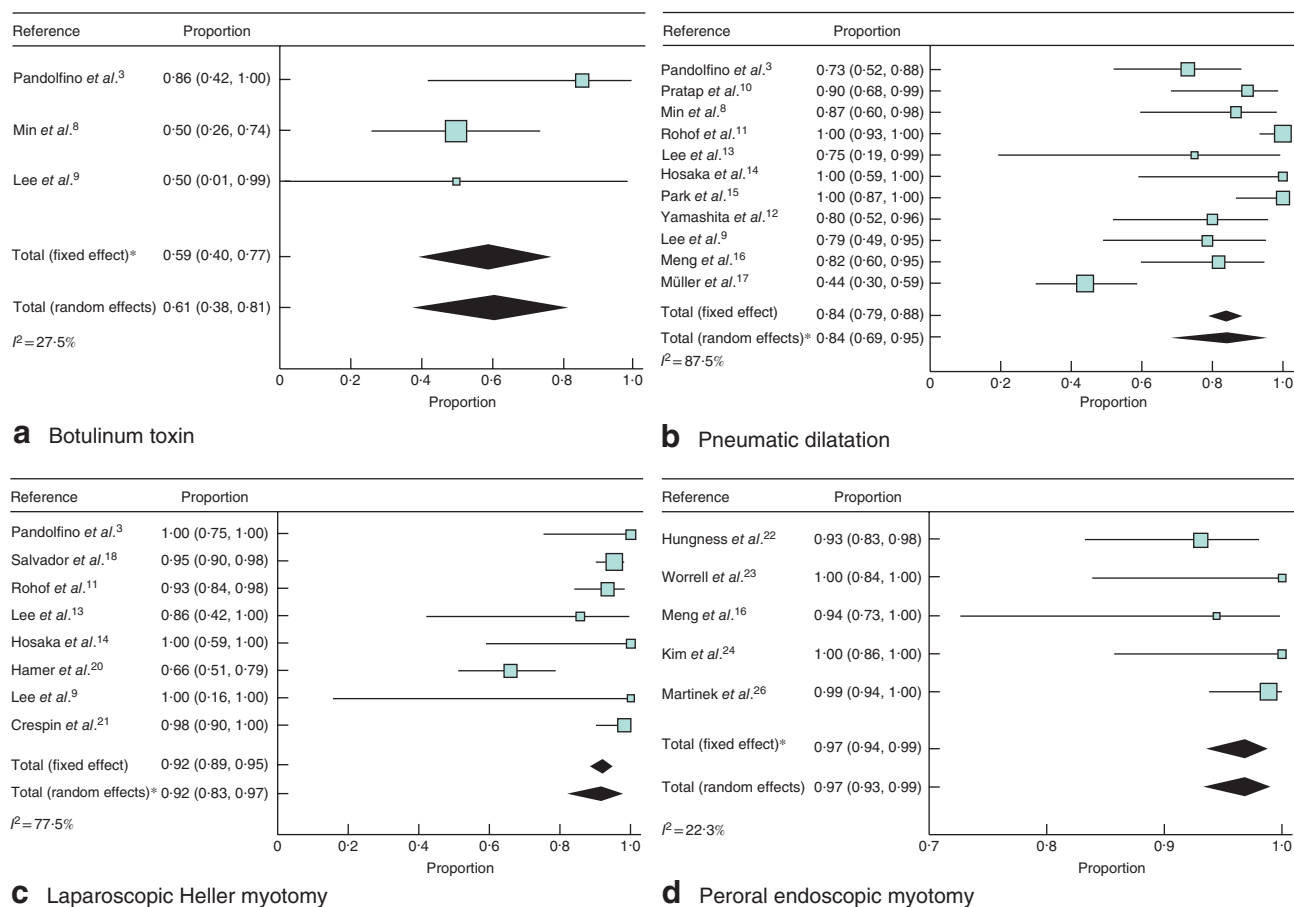 Reference Proportion
Pandolfino et al.3 0·86 (0·42, 1·00)
Min et al.8 0·50 (0·26, 0·74)
Lee et al.9 0·50 (0·01, 0·99)
Total (fixed effect)* 0·59 (0·40, 0·77)
Total (random effects) 0·61 (0·38, 0·81)
I2 = 27·5%
0 0·2 0·4 0·6 0·8 1·0
Proportion
a Botulinum toxin
Reference Proportion
Pandolfino et al.3 0·73 (0·52, 0·88)
Pratap et al.10 0·90 (0·68, 0·99)
Min et al.8 0·87 (0·60, 0·98)
Rohof et al.11 1·00 (0·93, 1·00)
Lee et al.13 0·75 (0·19, 0·99)
Hosaka et al.14 1·00 (0·59, 1·00)
Park et al.15 1·00 (0·87, 1·00)
Yamashita et al.12 0·80 (0·52, 0·96)
Lee et al.9 0·79 (0·49, 0·95)
Meng et al.16 0·82 (0·60, 0·95)
Müller et al.17 0·44 (0·30, 0·59)
Total (fixed effect) 0·84 (0·79, 0·88)
Total (random effects)* 0·84 (0·69, 0·95)
I2 = 87·5%
0 0·2 0·4 0·6 0·8 1·0
Proportion
b Pneumatic dilatation
Reference Proportion
Pandolfino et al.3 1·00 (0·75, 1·00)
Salvador et al.18 0·95 (0·90, 0·98)
Rohof et al.11 0·93 (0·84, 0·98)
Lee et al.13 0·86 (0·42, 1·00)
Hosaka et al.14 1·00 (0·59, 1·00)
Hamer et al.20 0·66 (0·51, 0·79)
Lee et al.9 1·00 (0·16, 1·00)
Crespin et al.21 0·98 (0·90, 1·00)
Total (fixed effect) 0·92 (0·89, 0·95)
Total (random effects)* 0·92 (0·83, 0·97)
I2 = 77·5%
0 0·2 0·4 0·6 0·8 1·0
Proportion
c Laparoscopic Heller myotomy
Reference Proportion
Hungness et al.22 0·93 (0·83, 0·98)
Worrell et al.23 1·00 (0·84, 1·00)
Meng et al.16 0·94 (0·73, 1·00)
Kim et al.24 1·00 (0·86, 1·00)
Martinek et al.26 0·99 (0·94, 1·00)
Total (fixed effect)* 0·97 (0·94, 0·99)
Total (random effects) 0·97 (0·93, 0·99)
I2 = 22·3%
0·7 0·8 0·9 1·0
Proportion
d Peroral endoscopic myotomy